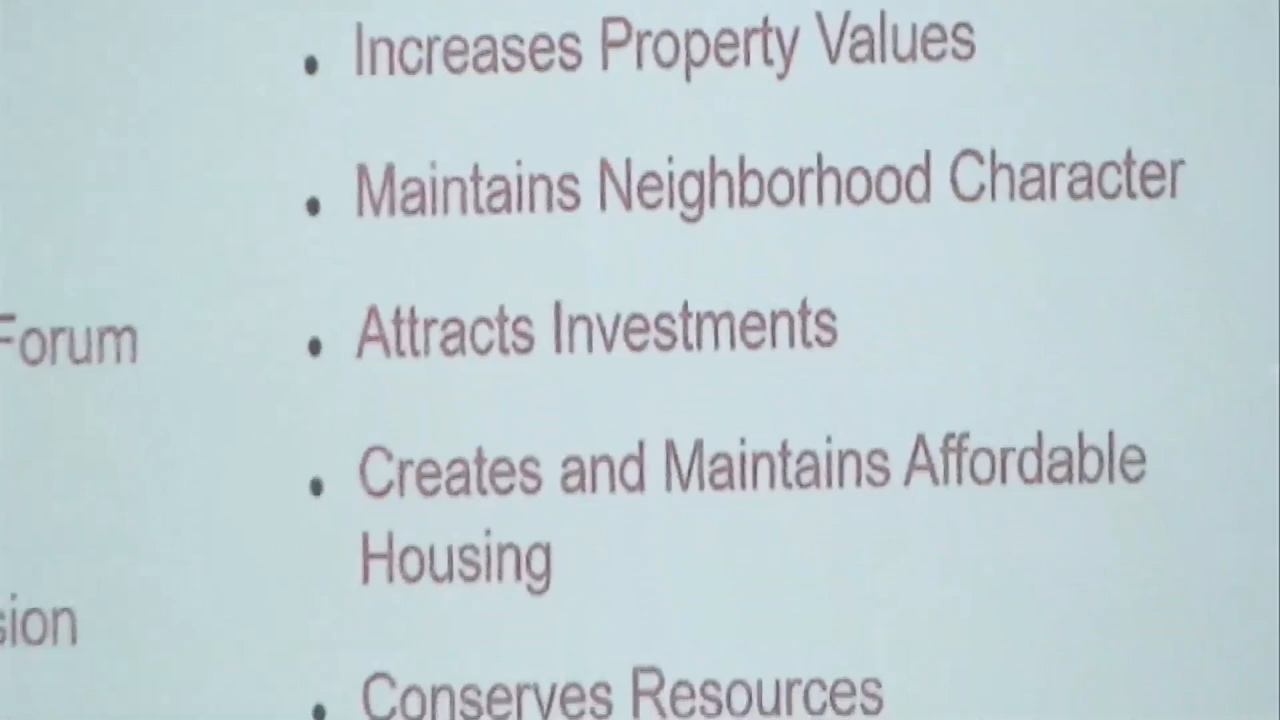 • Increases Property Values
• Maintains Neighborhood Character
Forum
• Attracts Investments
• Creates and Maintains Affordable
Housing
sion
• Conserves Resources